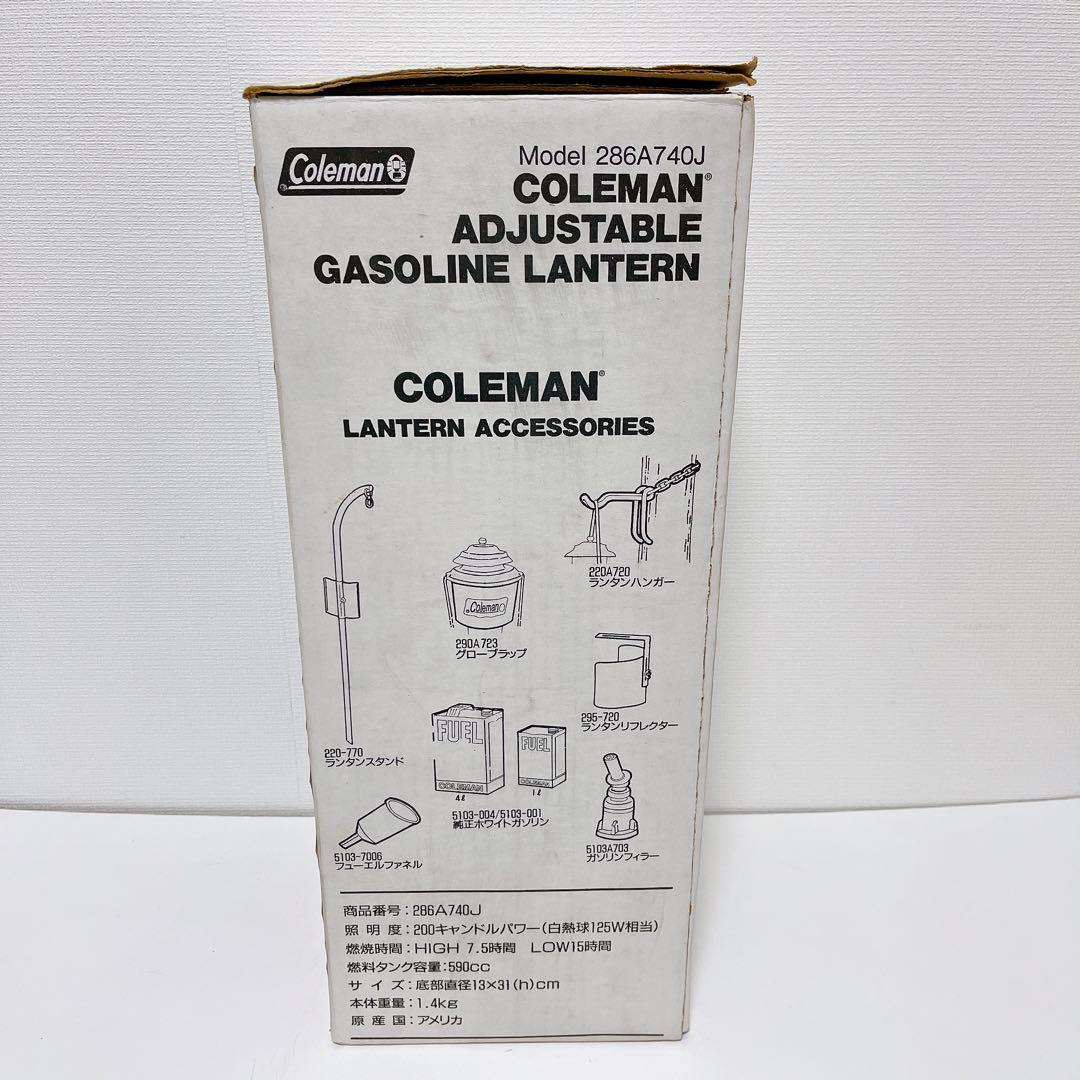 Coleman
Model 286A740J
COLEMAN®
ADJUSTABLE
GASOLINE LANTERN
COLEMAN®
LANTERN ACCESSORIES
220A720
ランタンハンガー
Coleman
290A723
グローブラップ
295-720
ランタンリフレクター
220-770
ランタンスタンド
FUEL
COLEMAN
4ℓ
FUEL
COLEMAN
1ℓ
5103-004/5103-001
純正ホワイトガソリン
5103A703
ガソリンフィラー
5103-7006
フューエルファネル
商品番号:286A740J
照明度:200キャンドルパワー(白熱球125W相当)
燃焼時間:HIGH 7.5時間 LOW15時間
燃料タンク容量:590cc
サイズ:底部直径13×31(h)cm
本体重量:1.4kg
原産国:アメリカ